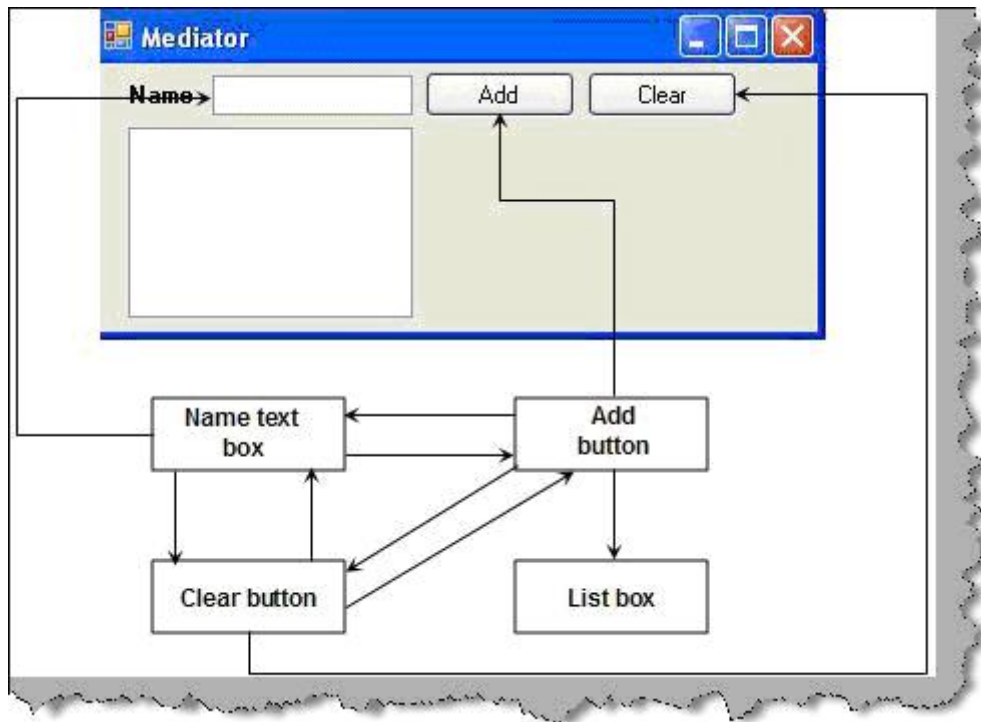 Mediator
Name
Add
Clear
Name text
box
Add
button
Clear button
List box